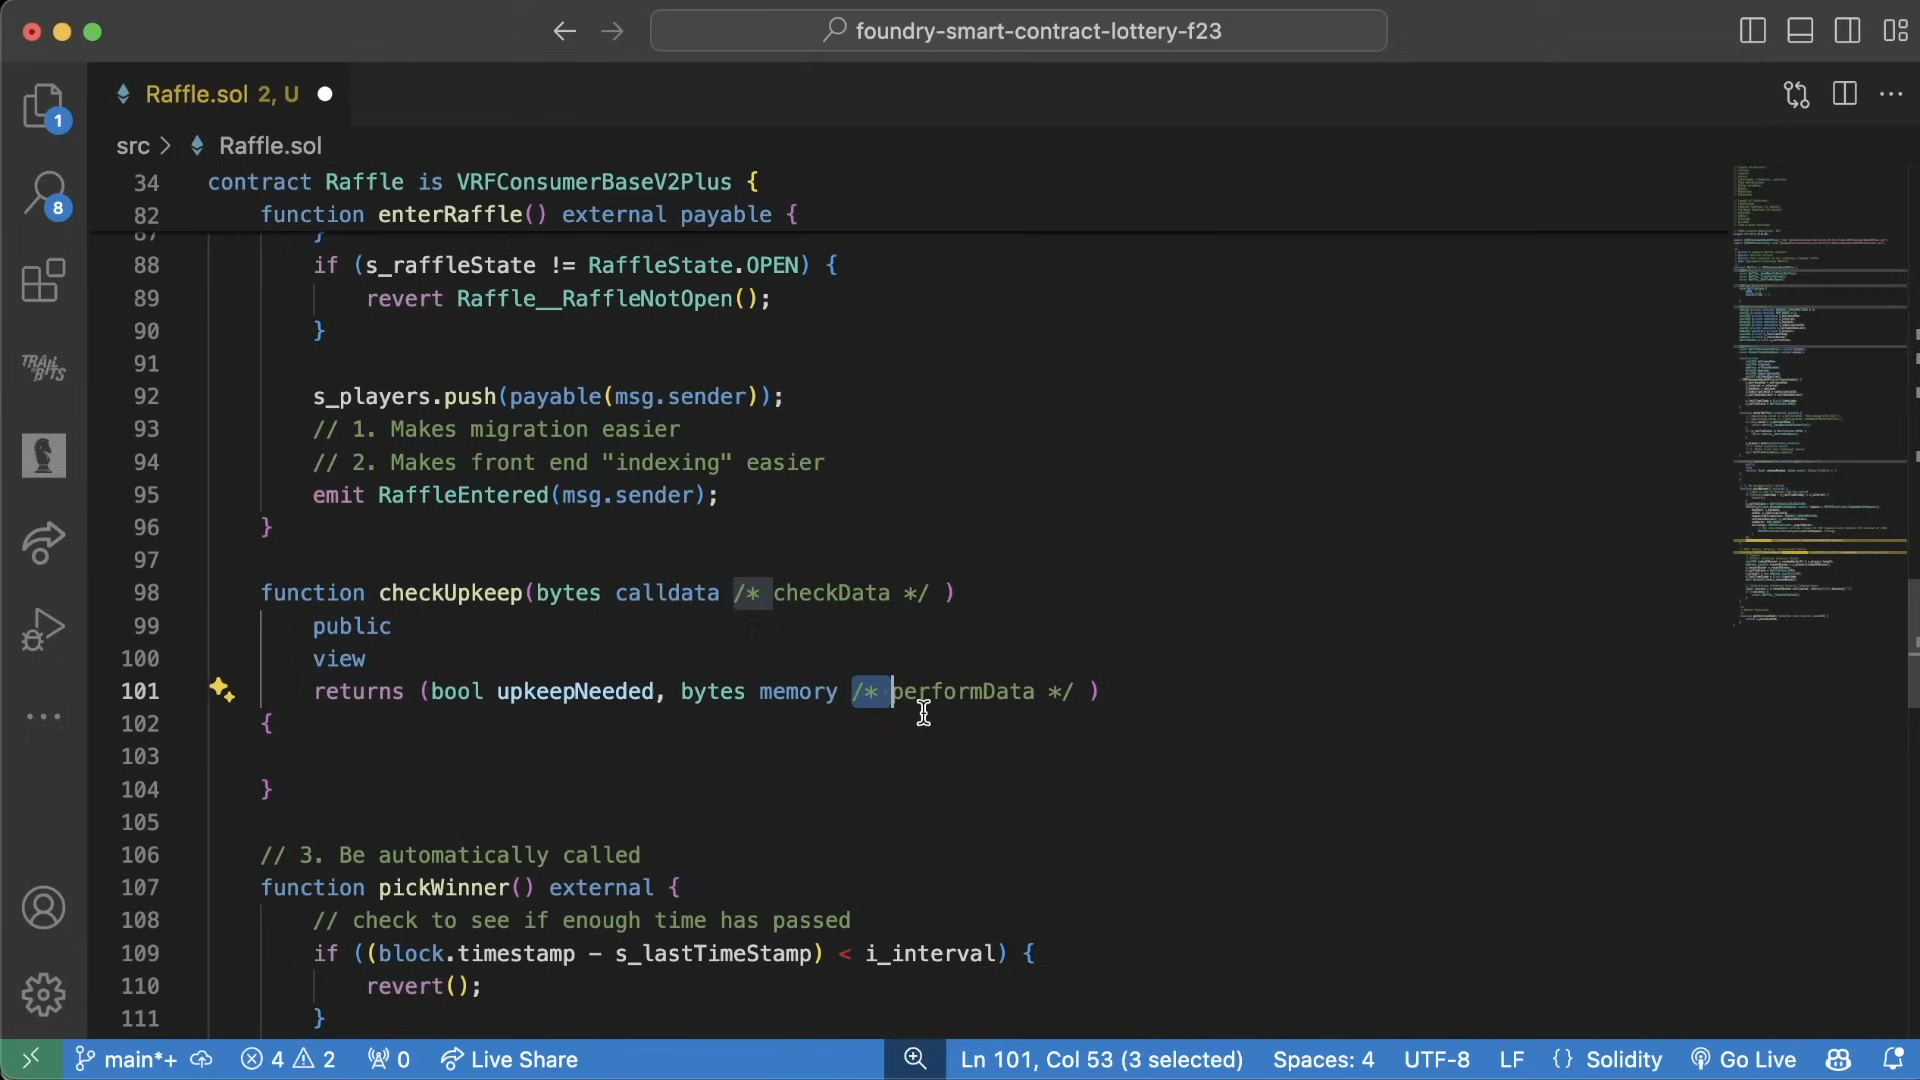 foundry-smart-contract-lottery-f23
Raffle.sol 2, U
src > Raffle.sol
34 contract Raffle is VRFConsumerBaseV2Plus {
82 function enterRaffle() external payable {
87 }
88 if (s_raffleState != RaffleState.OPEN) {
89 revert Raffle__RaffleNotOpen();
90 }
91
92 s_players.push(payable(msg.sender));
93 // 1. Makes migration easier
94 // 2. Makes front end "indexing" easier
95 emit RaffleEntered(msg.sender);
96 }
97
98 function checkUpkeep(bytes calldata /* checkData */ )
99 public
100 view
101 returns (bool upkeepNeeded, bytes memory /* performData */ )
102 {
103
104 }
105
106 // 3. Be automatically called
107 function pickWinner() external {
108 // check to see if enough time has passed
109 if ((block.timestamp - s_lastTimeStamp) < i_interval) {
110 revert();
111 }
1
8
TRAIL OF BITS
main*+ 4 2 0 Live Share Ln 101, Col 53 (3 selected) Spaces: 4 UTF-8 LF {} Solidity Go Live